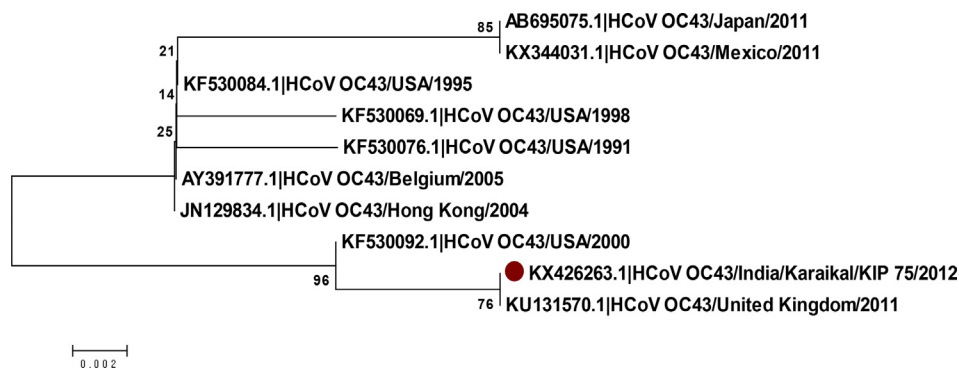 85
AB695075.1|HCoV OC43/Japan/2011
KX344031.1|HCoV OC43/Mexico/2011
21
KF530084.1|HCoV OC43/USA/1995
14
KF530069.1|HCoV OC43/USA/1998
25
KF530076.1|HCoV OC43/USA/1991
AY391777.1|HCoV OC43/Belgium/2005
JN129834.1|HCoV OC43/Hong Kong/2004
KF530092.1|HCoV OC43/USA/2000
96
KX426263.1|HCoV OC43/India/Karaikal/KIP 75/2012
76
KU131570.1|HCoV OC43/United Kingdom/2011
0.002